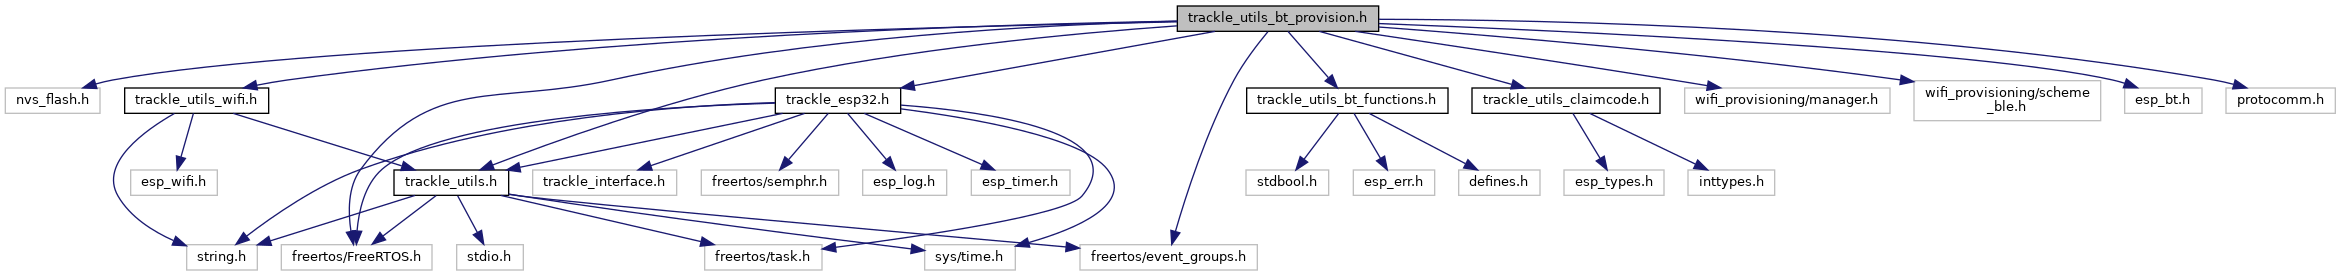 trackle_utils_bt_provision.h
nvs_flash.h
trackle_utils_wifi.h
trackle_esp32.h
trackle_utils_bt_functions.h
trackle_utils_claimcode.h
wifi_provisioning/manager.h
wifi_provisioning/scheme
_ble.h
esp_bt.h
protocomm.h
esp_wifi.h
trackle_utils.h
trackle_interface.h
freertos/semphr.h
esp_log.h
esp_timer.h
stdbool.h
esp_err.h
defines.h
esp_types.h
inttypes.h
string.h
freertos/FreeRTOS.h
stdio.h
freertos/task.h
sys/time.h
freertos/event_groups.h